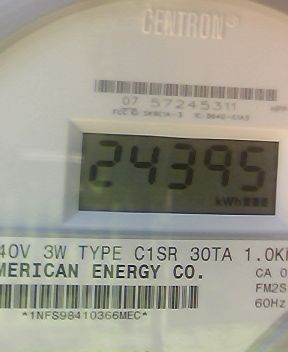 CENTRON®
07 57245311
24395
kWh
40V 3W TYPE C1SR 30TA 1.0K
MERICAN ENERGY CO.
CA 0
FM2S
60Hz
*1NFS98410366MEC*